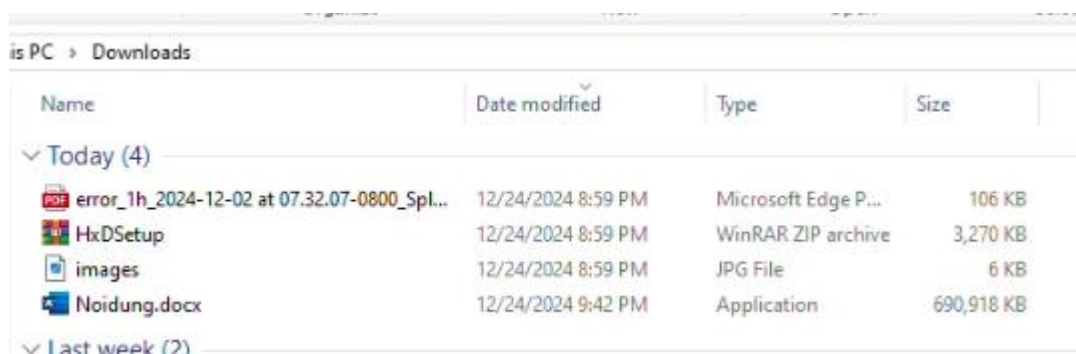 is PC > Downloads
Name Date modified Type Size
Today (4)
error_1h_2024-12-02 at 07.32.07-0800_Spl... 12/24/2024 8:59 PM Microsoft Edge P... 106 KB
HxDSetup 12/24/2024 8:59 PM WinRAR ZIP archive 3,270 KB
images 12/24/2024 8:59 PM JPG File 6 KB
Noidung.docx 12/24/2024 9:42 PM Application 690,918 KB
Last week (2)